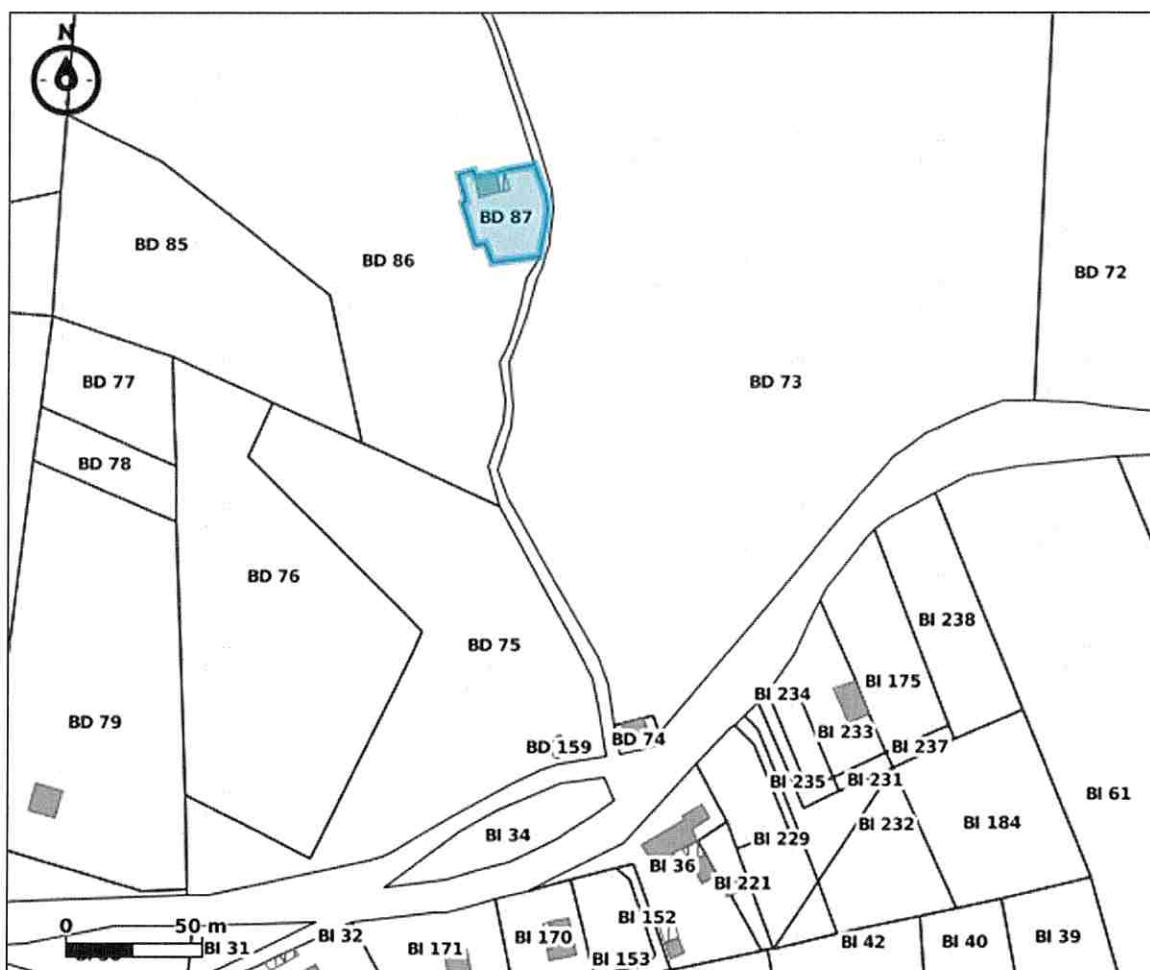 N
BD 87
BD 85
BD 86
BD 72
BD 77
BD 73
BD 78
BD 76
BI 238
BD 75
BI 175
BI 234
BD 79
BI 233
BD 74
BD 159
BI 237
BI 235
BI 231
BI 61
BI 232
BI 184
BI 34
BI 229
BI 36
BI 221
BI 152
0 50 m
BI 31
BI 32
BI 171
BI 170
BI 153
BI 42
BI 40
BI 39